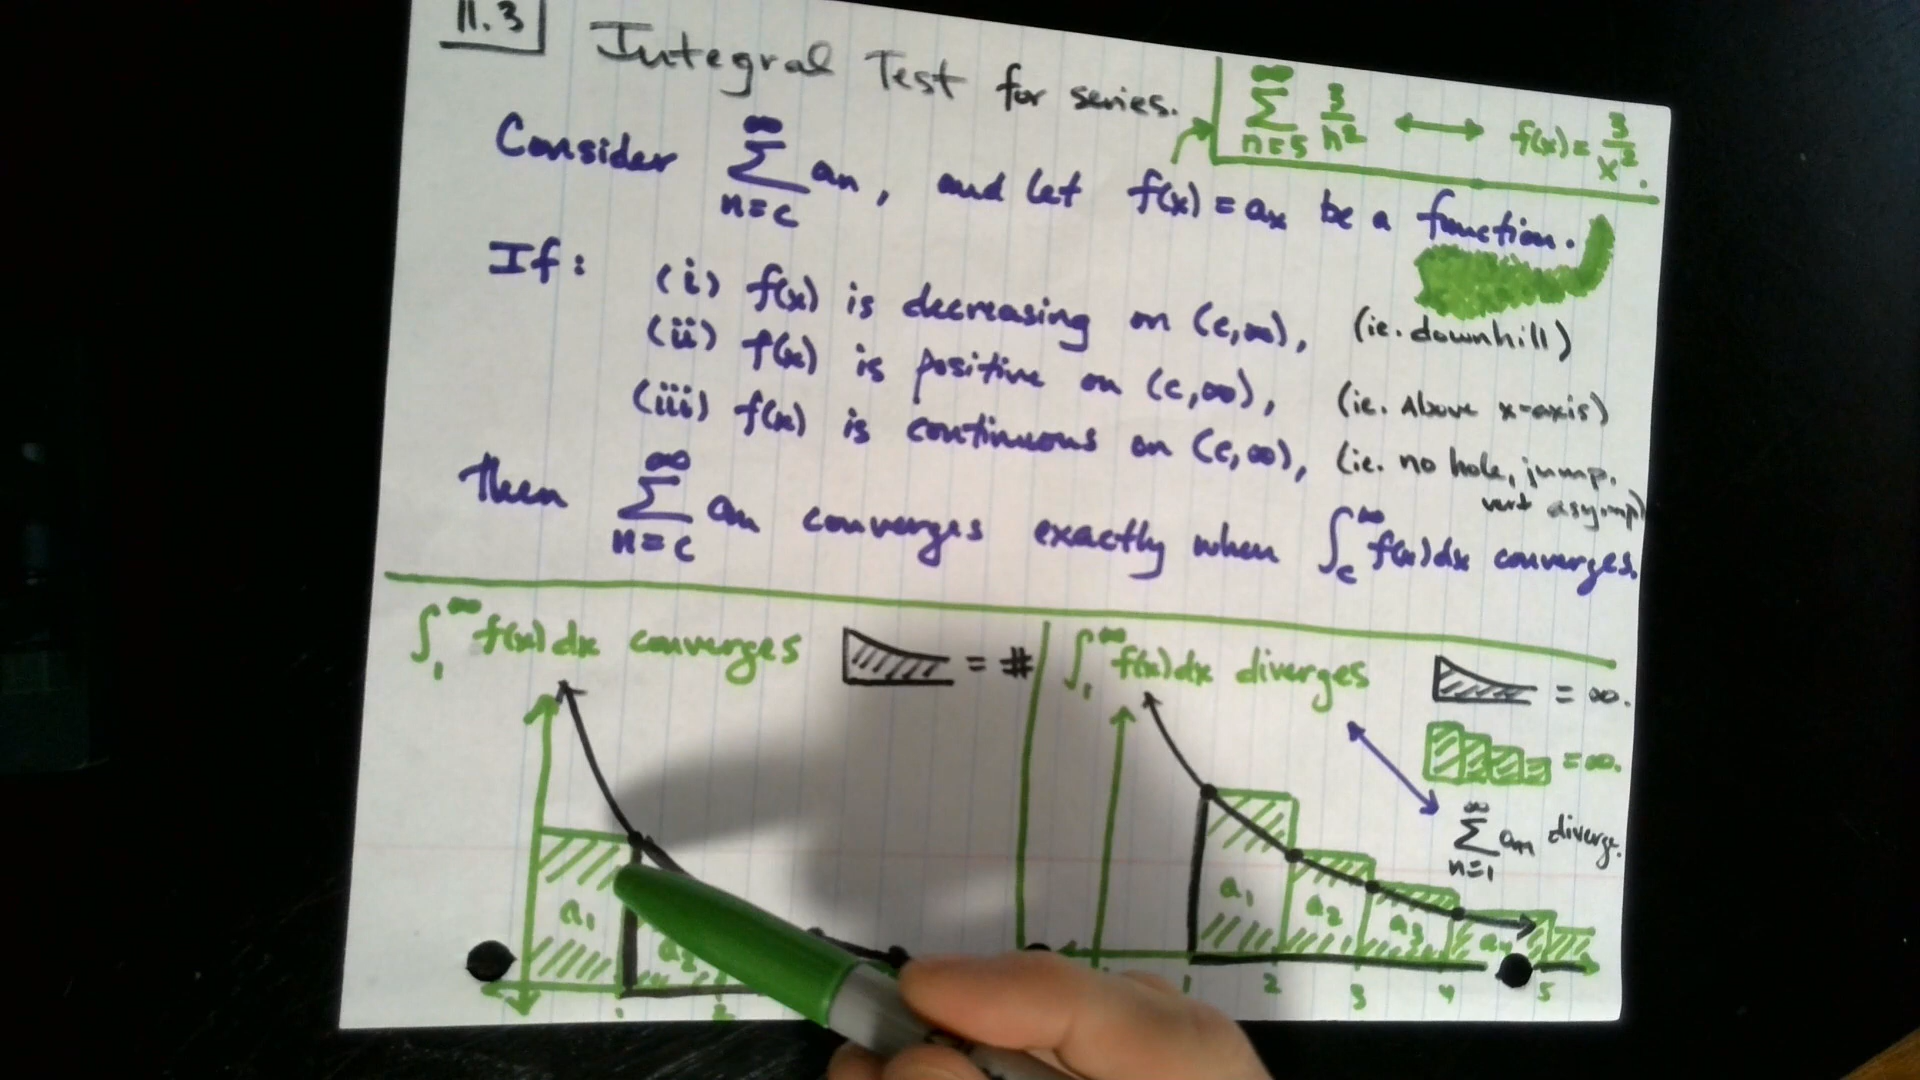 11.3 Integral Test for series.
∞ Σ n=5 3/n² ↔ f(x) = 3/x².
Consider ∞ Σ n=c an, and let f(x) = ax be a function.
If: (i) f(x) is decreasing on (c,∞), (ie. downhill)
(ii) f(x) is positive on (c,∞), (ie. Above x-axis)
(iii) f(x) is continuous on (c,∞), (ie. no hole, jump.
vert asymp)
Then ∞ Σ n=c an converges exactly when ∫c^∞ f(x)dx converges.
∫1^∞ f(x)dx converges = #
a1 a2
1 2
∫1^∞ f(x)dx diverges = ∞.
= ∞.
∞ Σ n=1 an diverge.
a1 a2 a3 a4
1 2 3 4 5